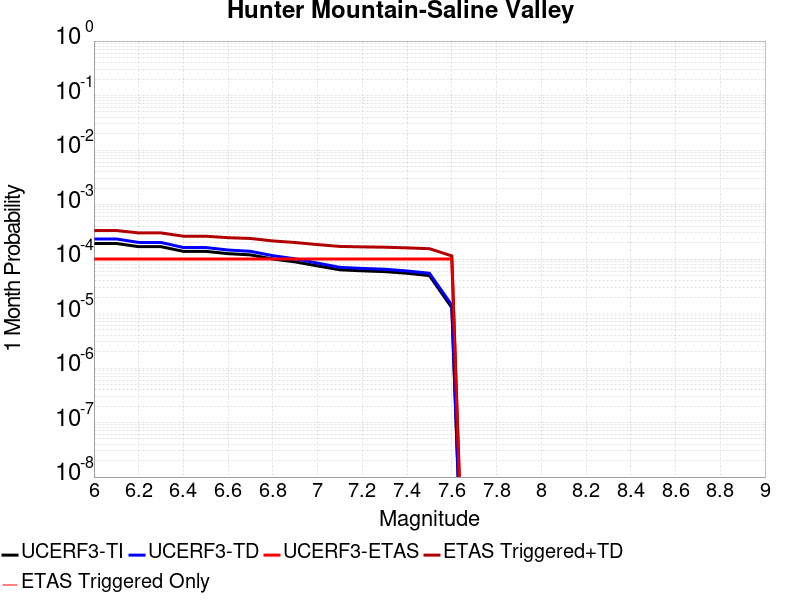 Hunter Mountain-Saline Valley
10 0
10 -1
10 -2
10 -3
10 -4
10 -5
10 -6
10 -7
10 -8
1 Month Probability
6 6.2 6.4 6.6 6.8 7 7.2 7.4 7.6 7.8 8 8.2 8.4 8.6 8.8 9
Magnitude
UCERF3-TI UCERF3-TD UCERF3-ETAS ETAS Triggered+TD
ETAS Triggered Only